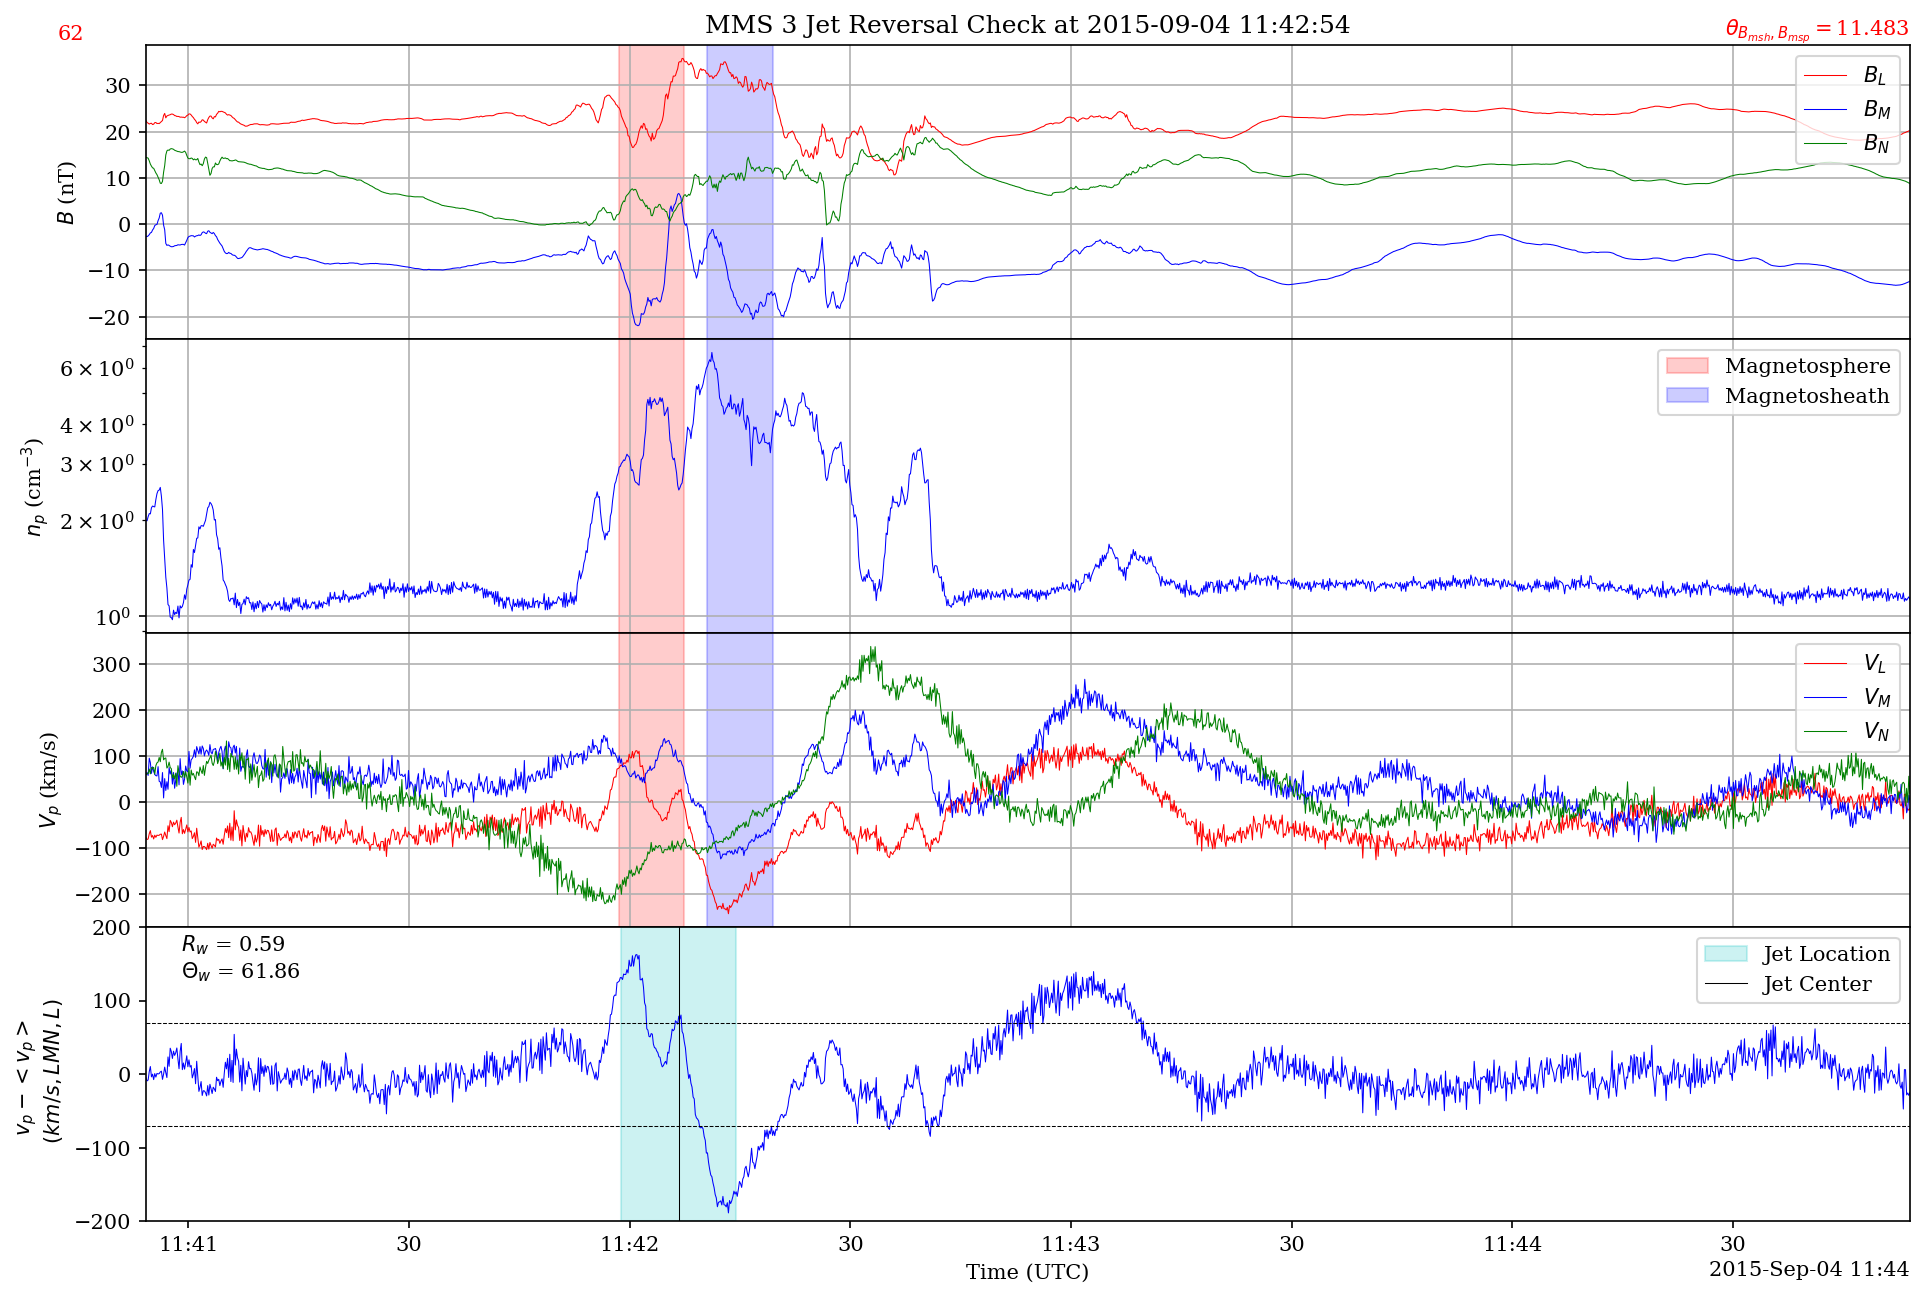 62
MMS 3 Jet Reversal Check at 2015-09-04 11:42:54
θ_{B_{msh}, B_{msp}} = 11.483
B (nT)
30
20
10
0
−10
−20
B_L
B_M
B_N
n_p (cm^{−3})
6 × 10^0
4 × 10^0
3 × 10^0
2 × 10^0
10^0
Magnetosphere
Magnetosheath
V_p (km/s)
300
200
100
0
−100
−200
V_L
V_M
V_N
v_p − < v_p >
(km/s, LMN, L)
200
100
0
−100
−200
R_w = 0.59
Θ_w = 61.86
Jet Location
Jet Center
11:41
30
11:42
30
11:43
30
11:44
30
Time (UTC)
2015-Sep-04 11:44